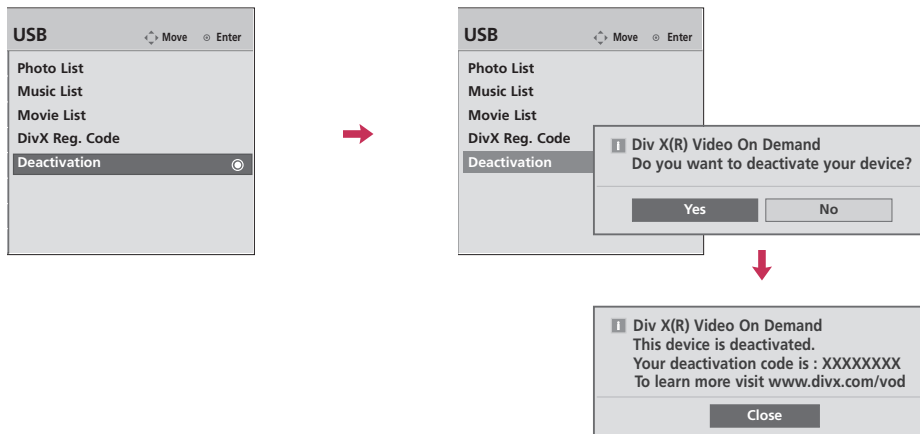 USB Move Enter
Photo List
Music List
Movie List
DivX Reg. Code
Deactivation
USB Move Enter
Photo List
Music List
Movie List
DivX Reg. Code
Deactivation
i Div X(R) Video On Demand
Do you want to deactivate your device?
Yes No
i Div X(R) Video On Demand
This device is deactivated.
Your deactivation code is : XXXXXXXX
To learn more visit www.divx.com/vod
Close